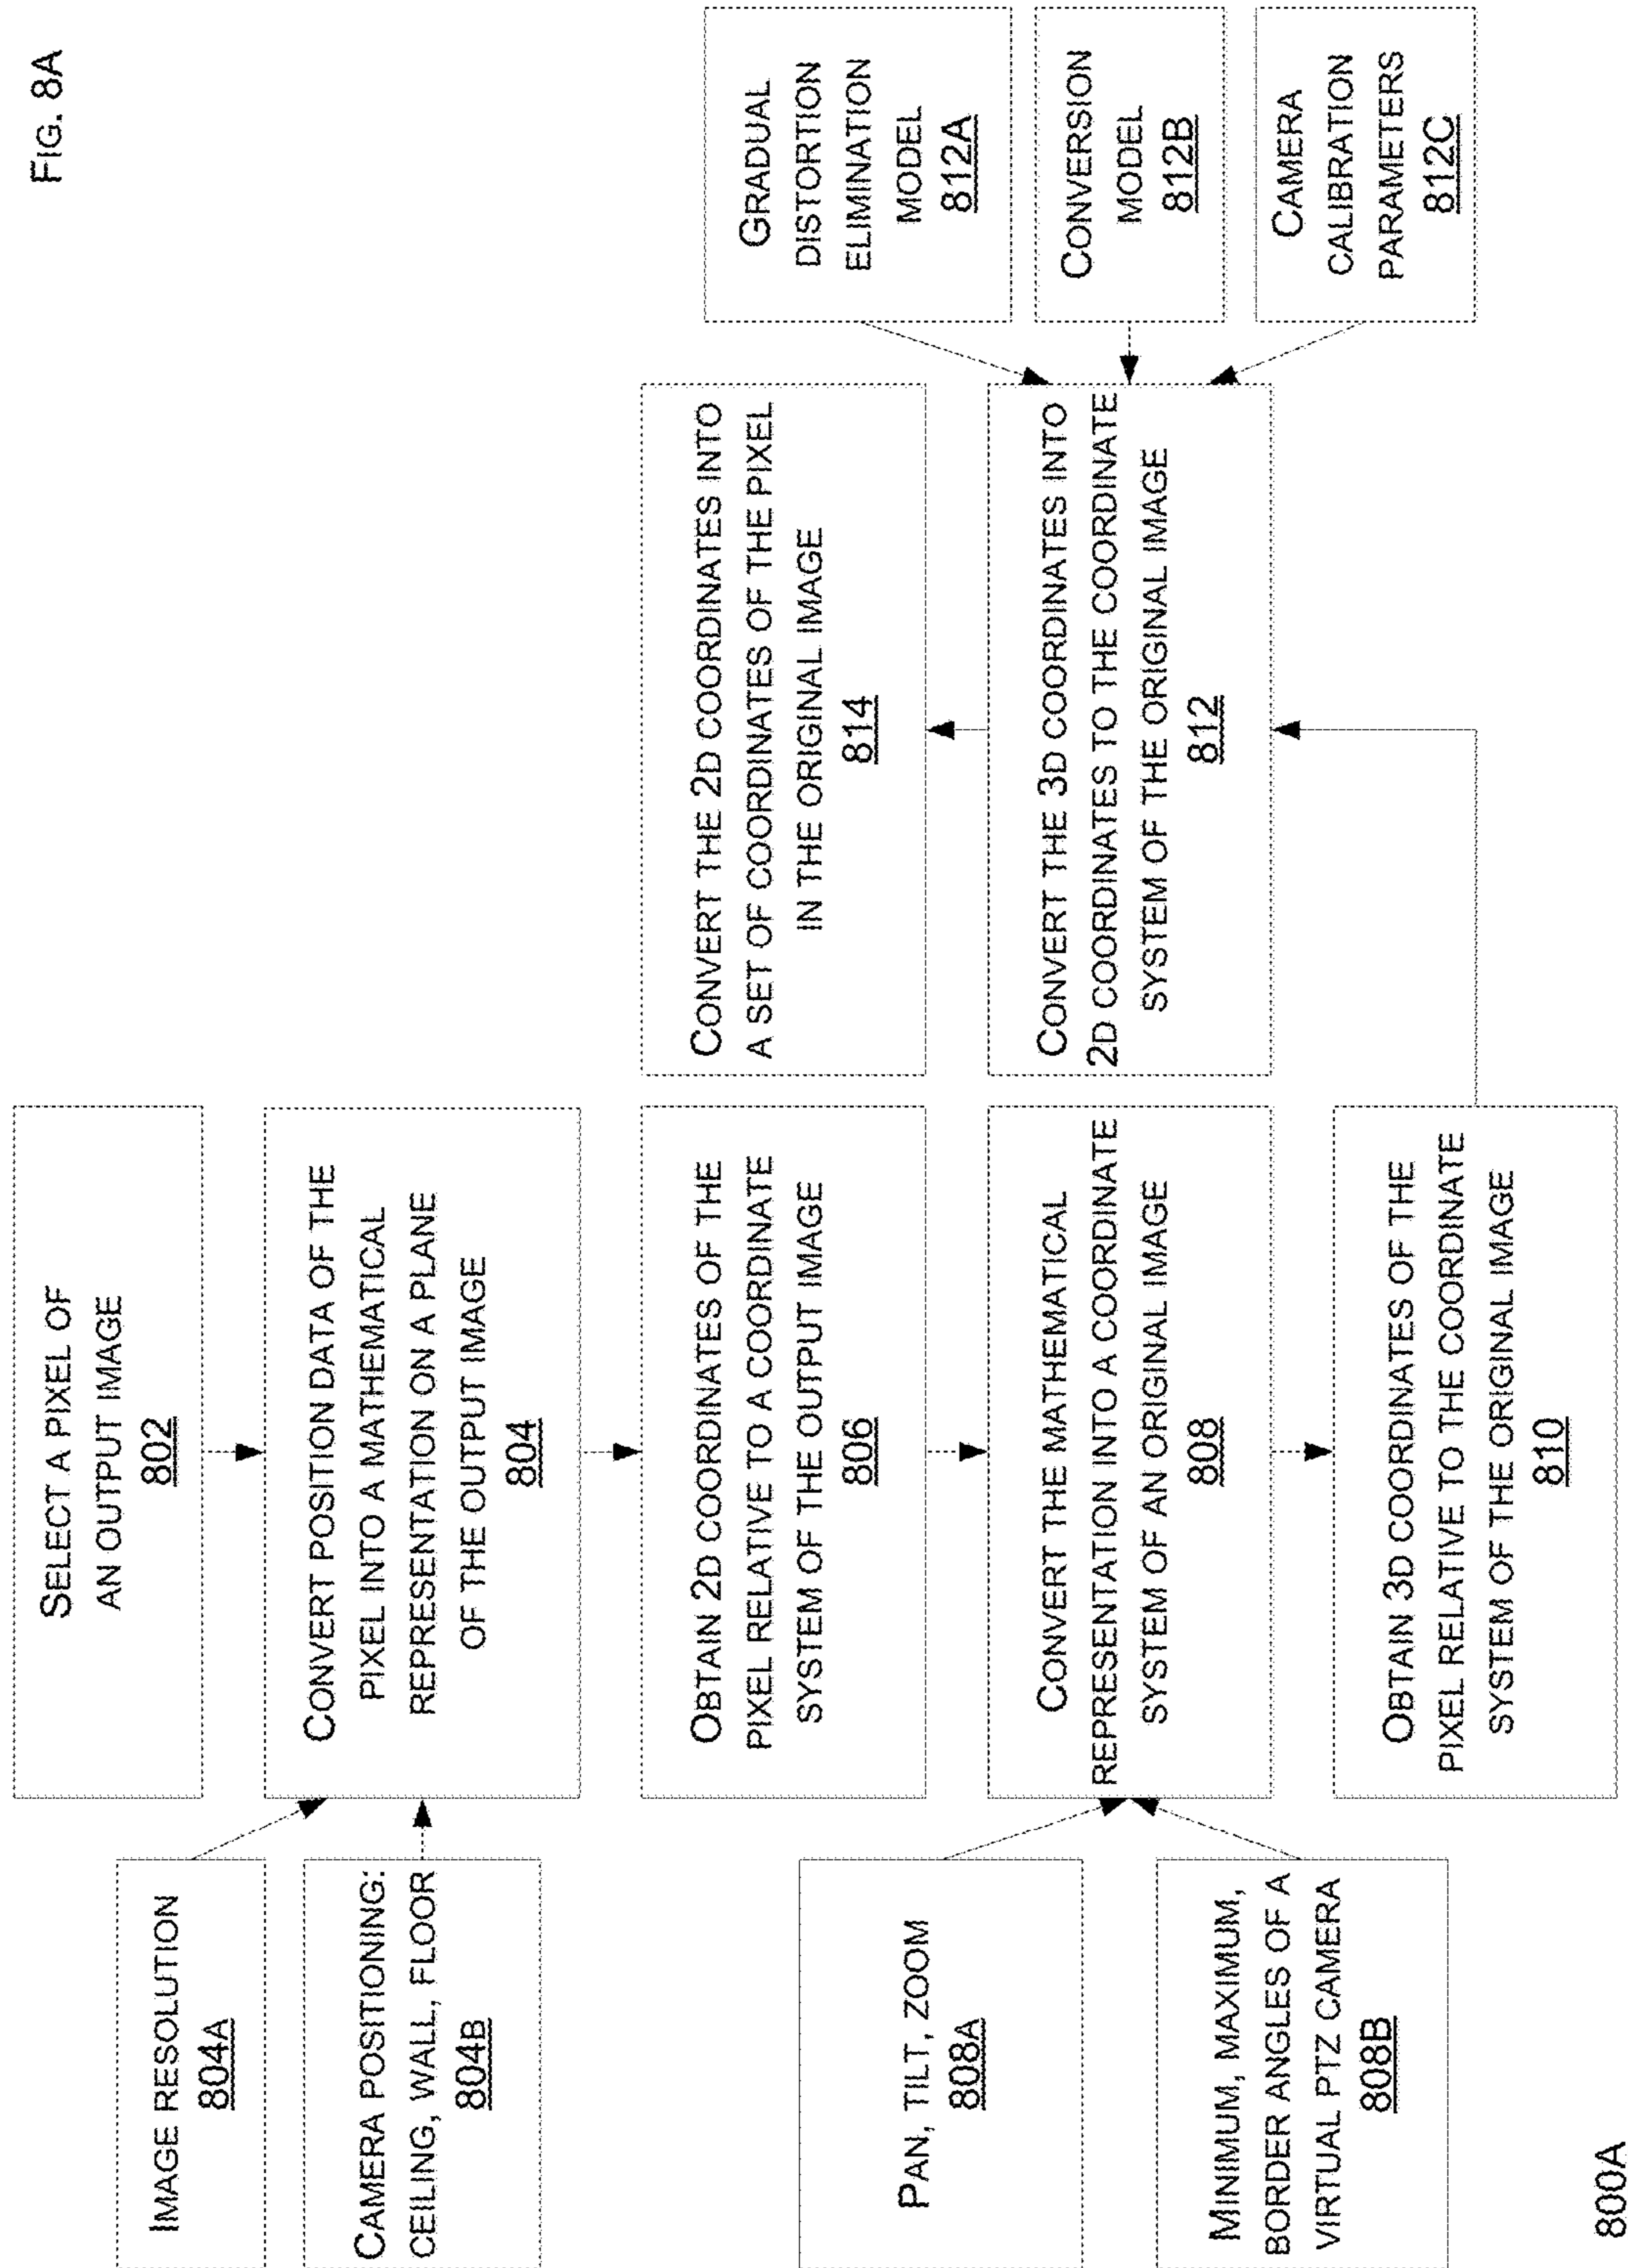 FIG. 8A
SELECT A PIXEL OF
AN OUTPUT IMAGE
802
IMAGE RESOLUTION
804A
CAMERA POSITIONING:
CEILING, WALL, FLOOR
804B
CONVERT POSITION DATA OF THE
PIXEL INTO A MATHEMATICAL
REPRESENTATION ON A PLANE
OF THE OUTPUT IMAGE
804
OBTAIN 2D COORDINATES OF THE
PIXEL RELATIVE TO A COORDINATE
SYSTEM OF THE OUTPUT IMAGE
806
PAN, TILT, ZOOM
808A
MINIMUM, MAXIMUM,
BORDER ANGLES OF A
VIRTUAL PTZ CAMERA
808B
CONVERT THE MATHEMATICAL
REPRESENTATION INTO A COORDINATE
SYSTEM OF AN ORIGINAL IMAGE
808
OBTAIN 3D COORDINATES OF THE
PIXEL RELATIVE TO THE COORDINATE
SYSTEM OF THE ORIGINAL IMAGE
810
CONVERT THE 2D COORDINATES INTO
A SET OF COORDINATES OF THE PIXEL
IN THE ORIGINAL IMAGE
814
CONVERT THE 3D COORDINATES INTO
2D COORDINATES TO THE COORDINATE
SYSTEM OF THE ORIGINAL IMAGE
812
GRADUAL
DISTORTION
ELIMINATION
MODEL
812A
CONVERSION
MODEL
812B
CAMERA
CALIBRATION
PARAMETERS
812C
800A